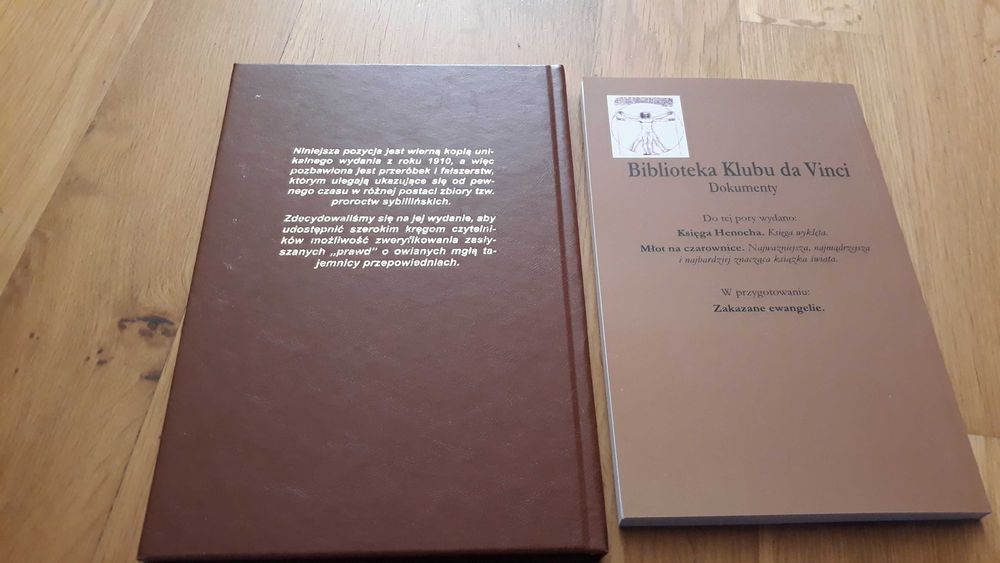 Niniejsza pozycja jest wierną kopią uni-
kalnego wydania z roku 1910, a więc
pozbawiona jest przeróbek i fałszerstw,
którym ulegają ukazujące się od pew-
nego czasu w różnej postaci zbiory tzw.
proroctw sybillińskich.
Zdecydowaliśmy się na jej wydanie, aby
udostępnić szerokim kręgom czytelni-
ków możliwość zweryfikowania zasły-
szanych „prawd” o owianych mgłą ta-
jemnicy przepowiedniach.
Biblioteka Klubu da Vinci
Dokumenty
Do tej pory wydano:
Księga Henocha. Księga wyklęta.
Młot na czarownice. Najważniejsza, najmądrzejsza
i najbardziej znacząca książka świata.
W przygotowaniu:
Zakazane ewangelie.